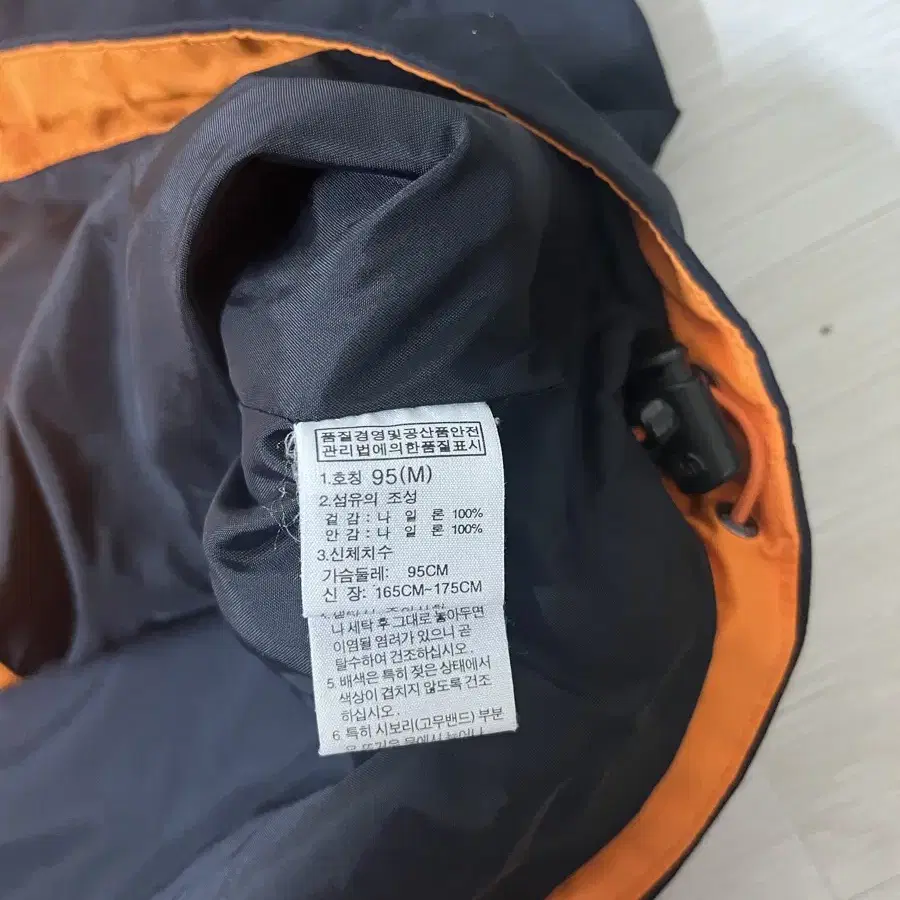 품질경영및공산품안전
관리법에의한품질표시
1.호칭 95(M)
2.섬유의 조성
겉 감 : 나 일 론 100%
안 감 : 나 일 론 100%
3.신체치수
가슴둘레: 95CM
신 장: 165CM~175CM
나 세탁 후 그대로 놓아두면
이염될 염려가 있으니 곧
탈수하여 건조하십시오.
5. 배색은 특히 젖은 상태에서
색상이 겹치지 않도록 건조
하십시오.
6. 특히 시보리(고무밴드) 부분